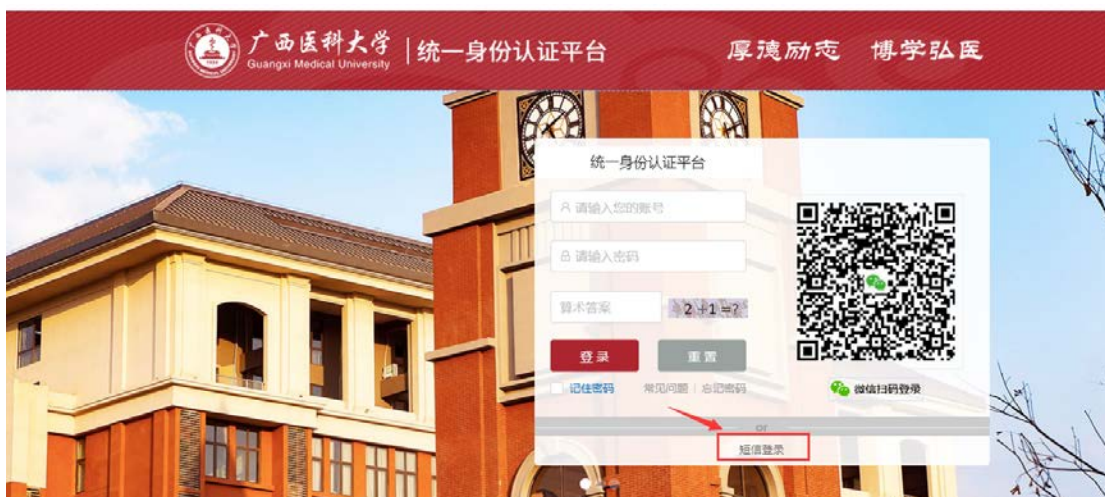 广西医科大学
Guangxi Medical University
统一身份认证平台
厚德励志 博学弘医
统一身份认证平台
请输入您的账号
请输入密码
算术答案
2+1=?
登录
重置
记住密码
常见问题 | 忘记密码
微信扫码登录
or
短信登录